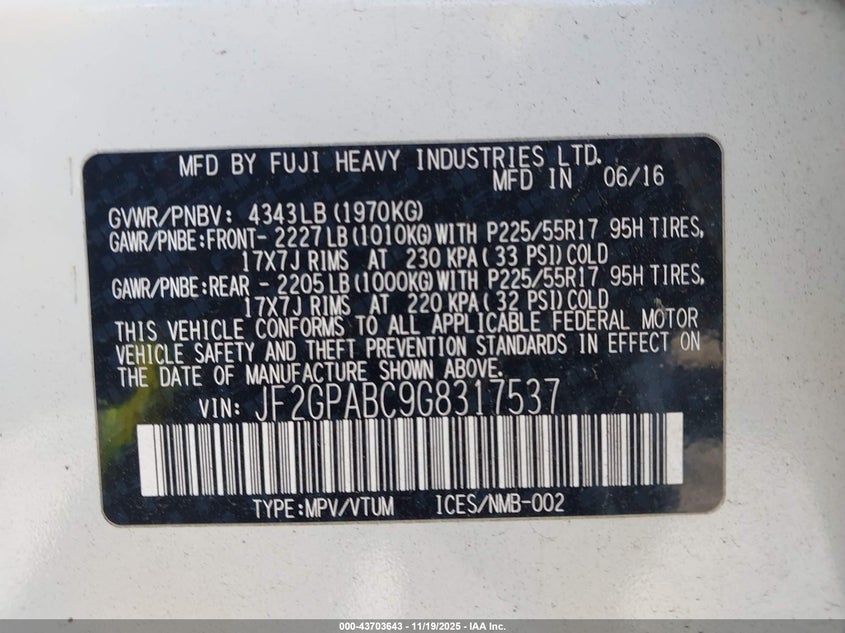 MFD BY FUJI HEAVY INDUSTRIES LTD.
MFD IN 06/16
GVWR/PNBV: 4343LB (1970KG)
GAWR/PNBE:FRONT- 2227LB (1010KG) WITH P225/55R17 95H TIRES,
17X7J RIMS AT 230 KPA ( 33 PSI) COLD
GAWR/PNBE:REAR - 2205LB (1000KG) WITH P225/55R17 95H TIRES,
17X7J RIMS AT 220 KPA ( 32 PSI) COLD
THIS VEHICLE CONFORMS TO ALL APPLICABLE FEDERAL MOTOR
VEHICLE SAFETY AND THEFT PREVENTION STANDARDS IN EFFECT ON
THE DATE OF MANUFACTURE SHOWN ABOVE.
VIN: JF2GPABC9G8317537
TYPE:MPV/VTUM ICES/NMB-002
000-43703643 - 11/19/2025 - IAA Inc.